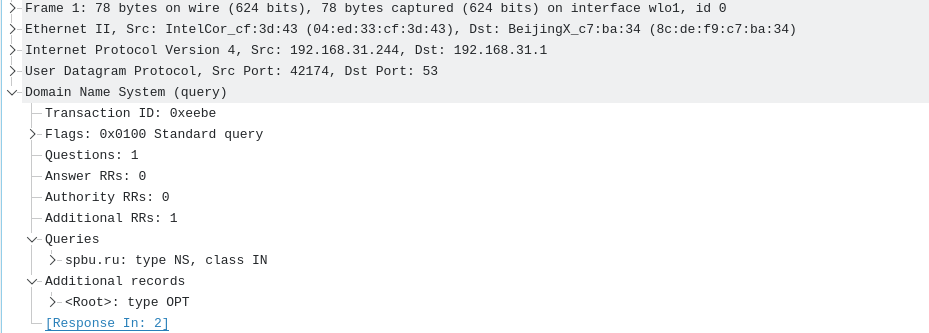 Frame 1: 78 bytes on wire (624 bits), 78 bytes captured (624 bits) on interface wlo1, id 0
Ethernet II, Src: IntelCor_cf:3d:43 (04:ed:33:cf:3d:43), Dst: BeijingX_c7:ba:34 (8c:de:f9:c7:ba:34)
Internet Protocol Version 4, Src: 192.168.31.244, Dst: 192.168.31.1
User Datagram Protocol, Src Port: 42174, Dst Port: 53
Domain Name System (query)
Transaction ID: 0xeebe
Flags: 0x0100 Standard query
Questions: 1
Answer RRs: 0
Authority RRs: 0
Additional RRs: 1
Queries
spbu.ru: type NS, class IN
Additional records
<Root>: type OPT
[Response In: 2]